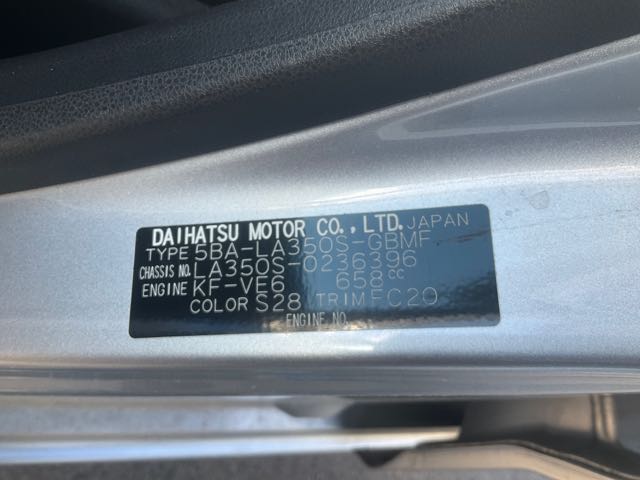 DAIHATSU MOTOR CO., LTD. JAPAN
TYPE 5BA-LA350S-GBMF
CHASSIS NO. LA350S-0236396
ENGINE KF-VE6 658cc
COLOR S28 TRIM FC20
ENGINE NO.